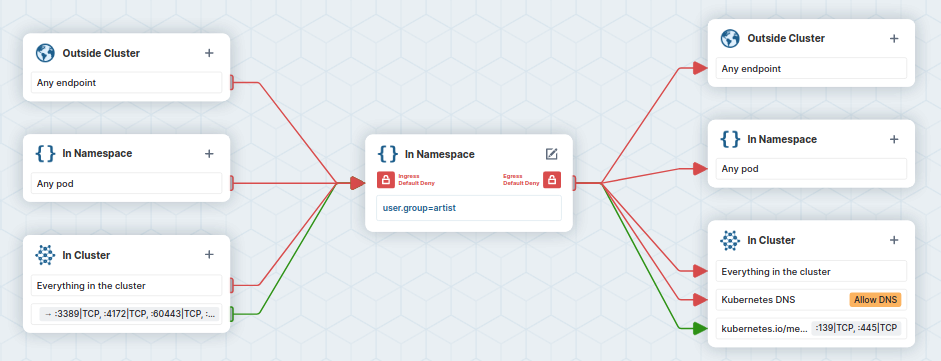 Outside Cluster +
Any endpoint
{} In Namespace +
Any pod
In Cluster +
Everything in the cluster
→ :3389|TCP, :4172|TCP, :60443|TCP, :...
{} In Namespace
Ingress
Default Deny
Egress
Default Deny
user.group=artist
Outside Cluster +
Any endpoint
{} In Namespace +
Any pod
In Cluster +
Everything in the cluster
Kubernetes DNS Allow DNS
kubernetes.io/me... :139|TCP, :445|TCP